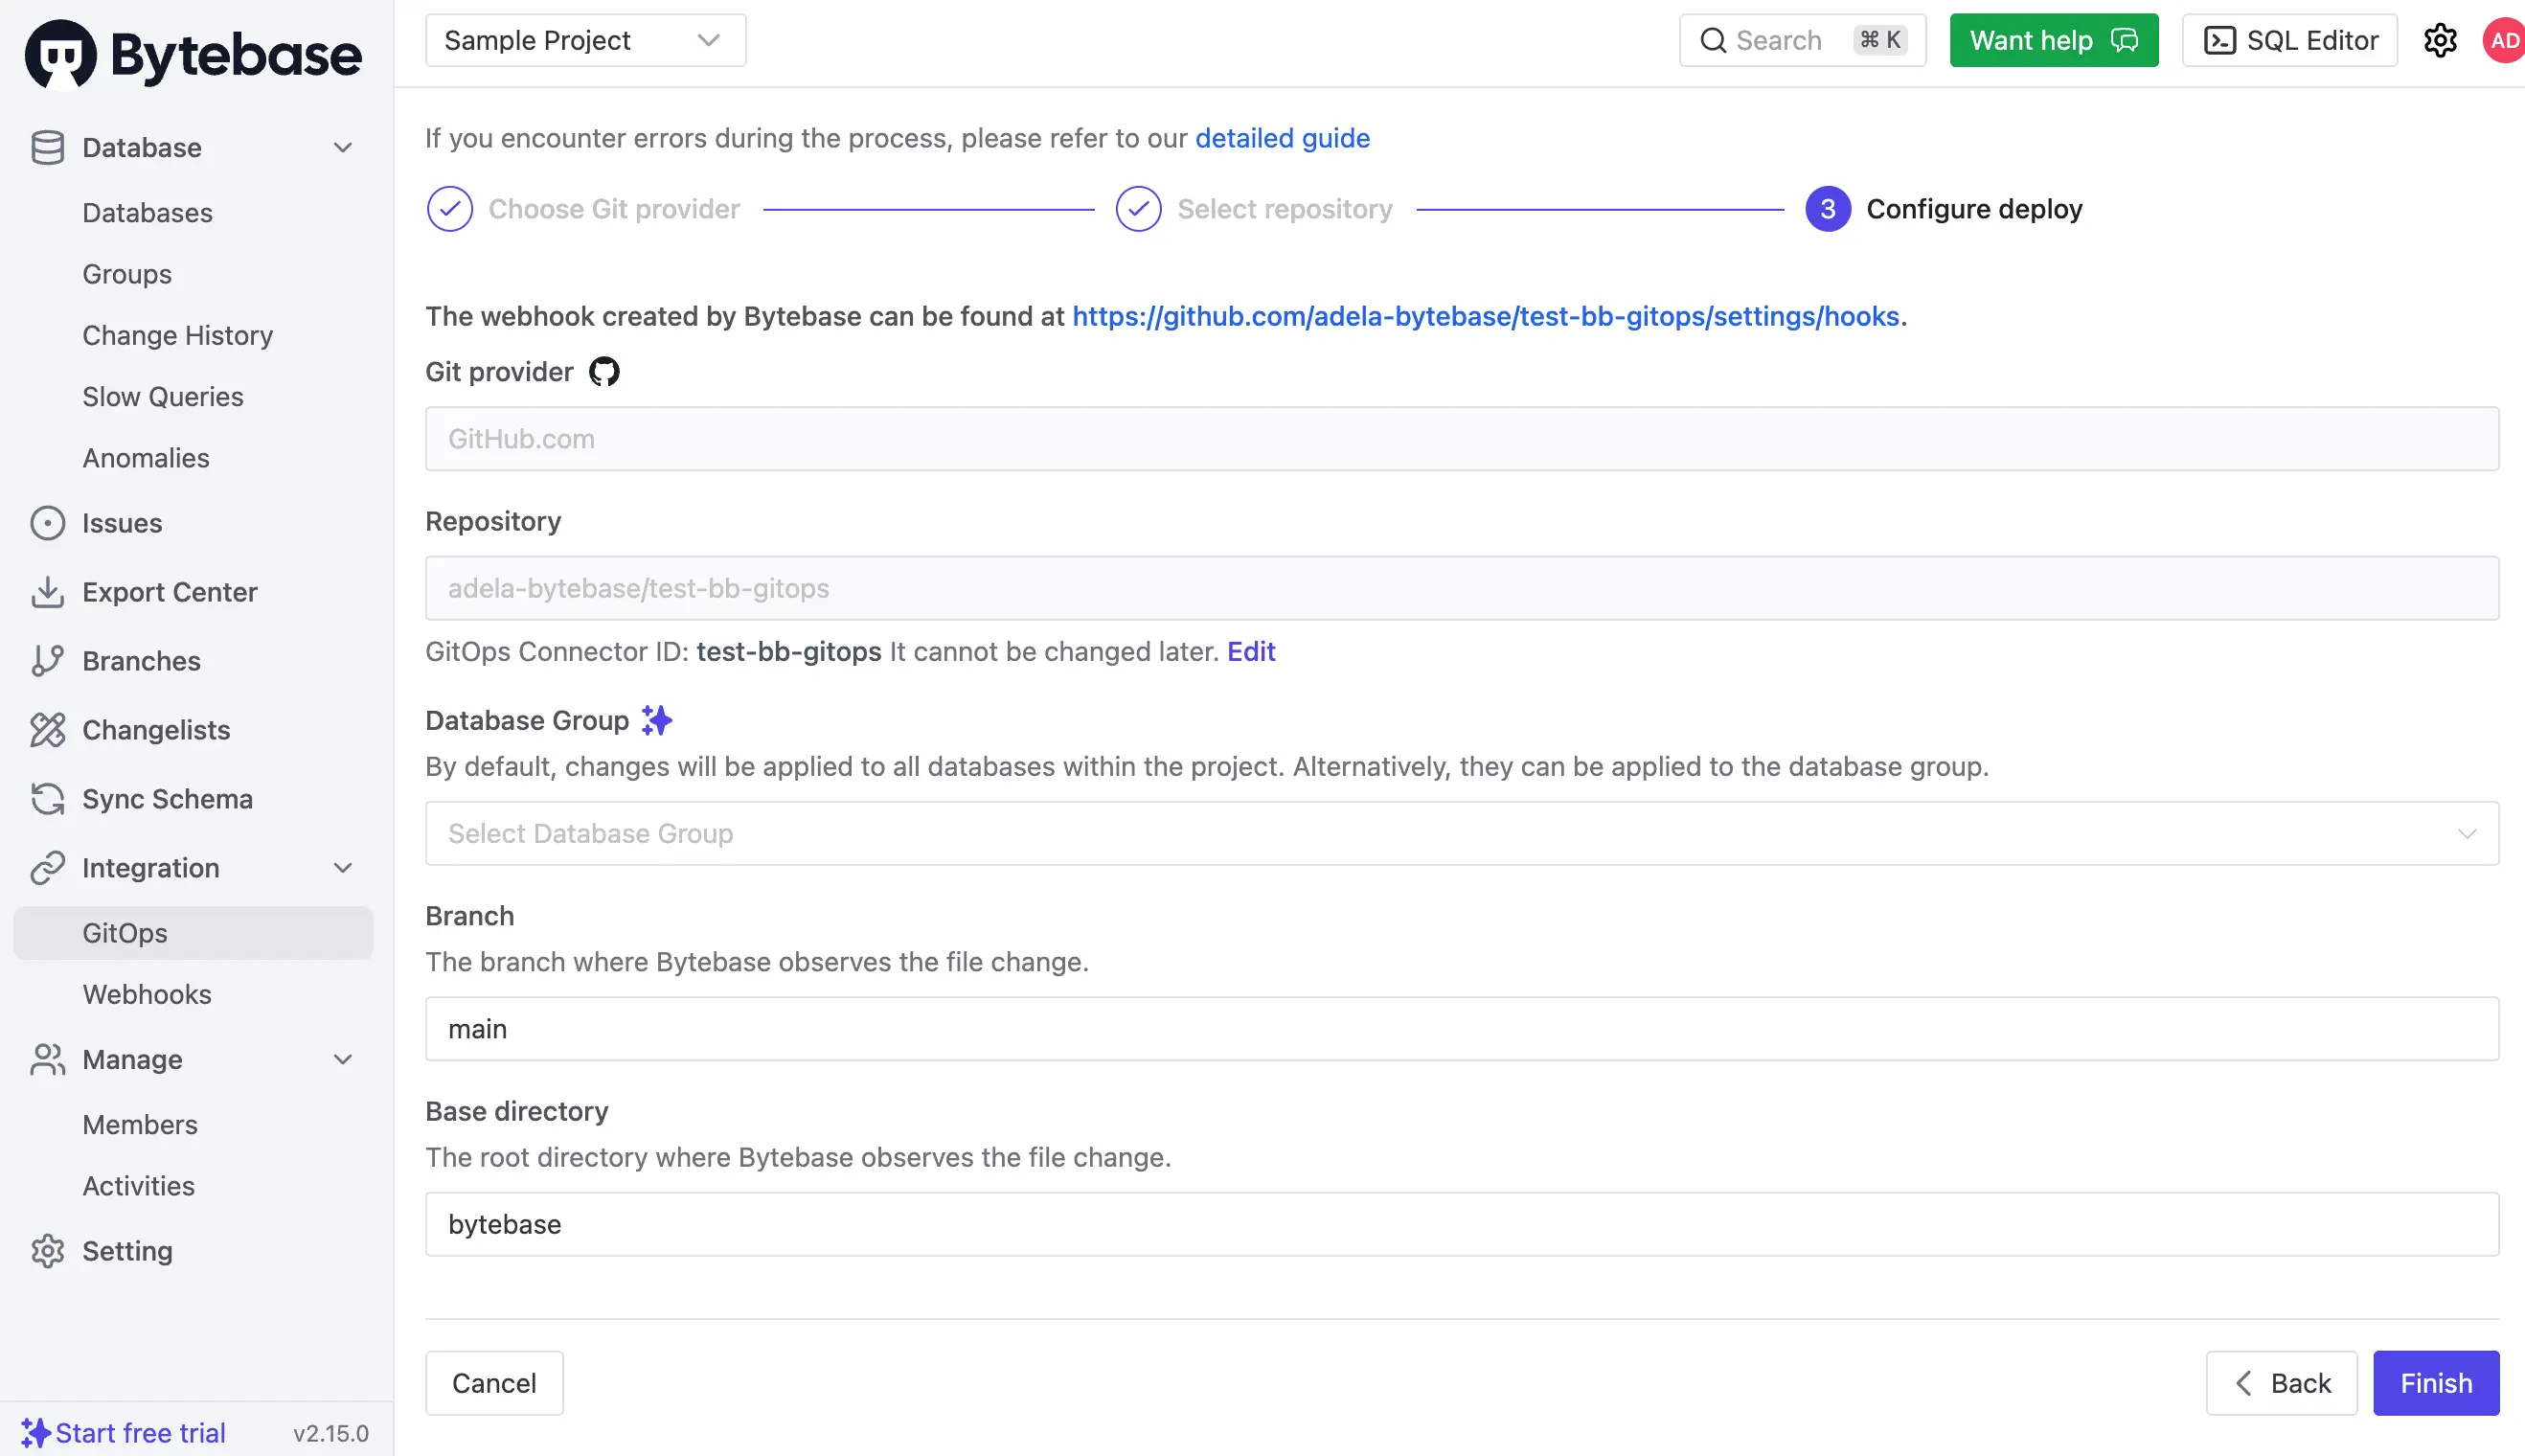 Bytebase
Sample Project
Search
⌘ K
Want help
SQL Editor
AD
Database
Databases
Groups
Change History
Slow Queries
Anomalies
Issues
Export Center
Branches
Changelists
Sync Schema
Integration
GitOps
Webhooks
Manage
Members
Activities
Setting
Start free trial
v2.15.0
If you encounter errors during the process, please refer to our detailed guide
Choose Git provider
Select repository
3
Configure deploy
The webhook created by Bytebase can be found at https://github.com/adela-bytebase/test-bb-gitops/settings/hooks.
Git provider
GitHub.com
Repository
adela-bytebase/test-bb-gitops
GitOps Connector ID: test-bb-gitops It cannot be changed later. Edit
Database Group
By default, changes will be applied to all databases within the project. Alternatively, they can be applied to the database group.
Select Database Group
Branch
The branch where Bytebase observes the file change.
main
Base directory
The root directory where Bytebase observes the file change.
bytebase
Cancel
Back
Finish